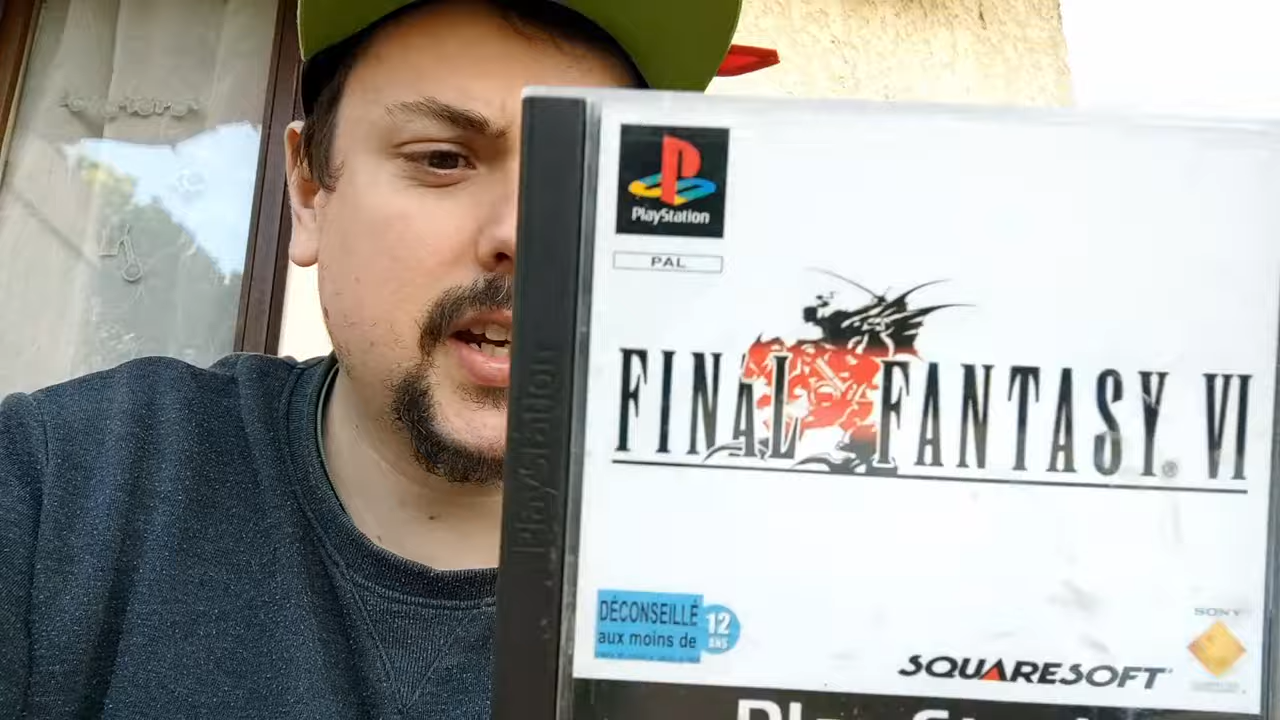 PlayStation
PAL
FINAL FANTASY® VI
PlayStation
DÉCONSEILLÉ
aux moins de
12
ANS
SQUARESOFT
SONY